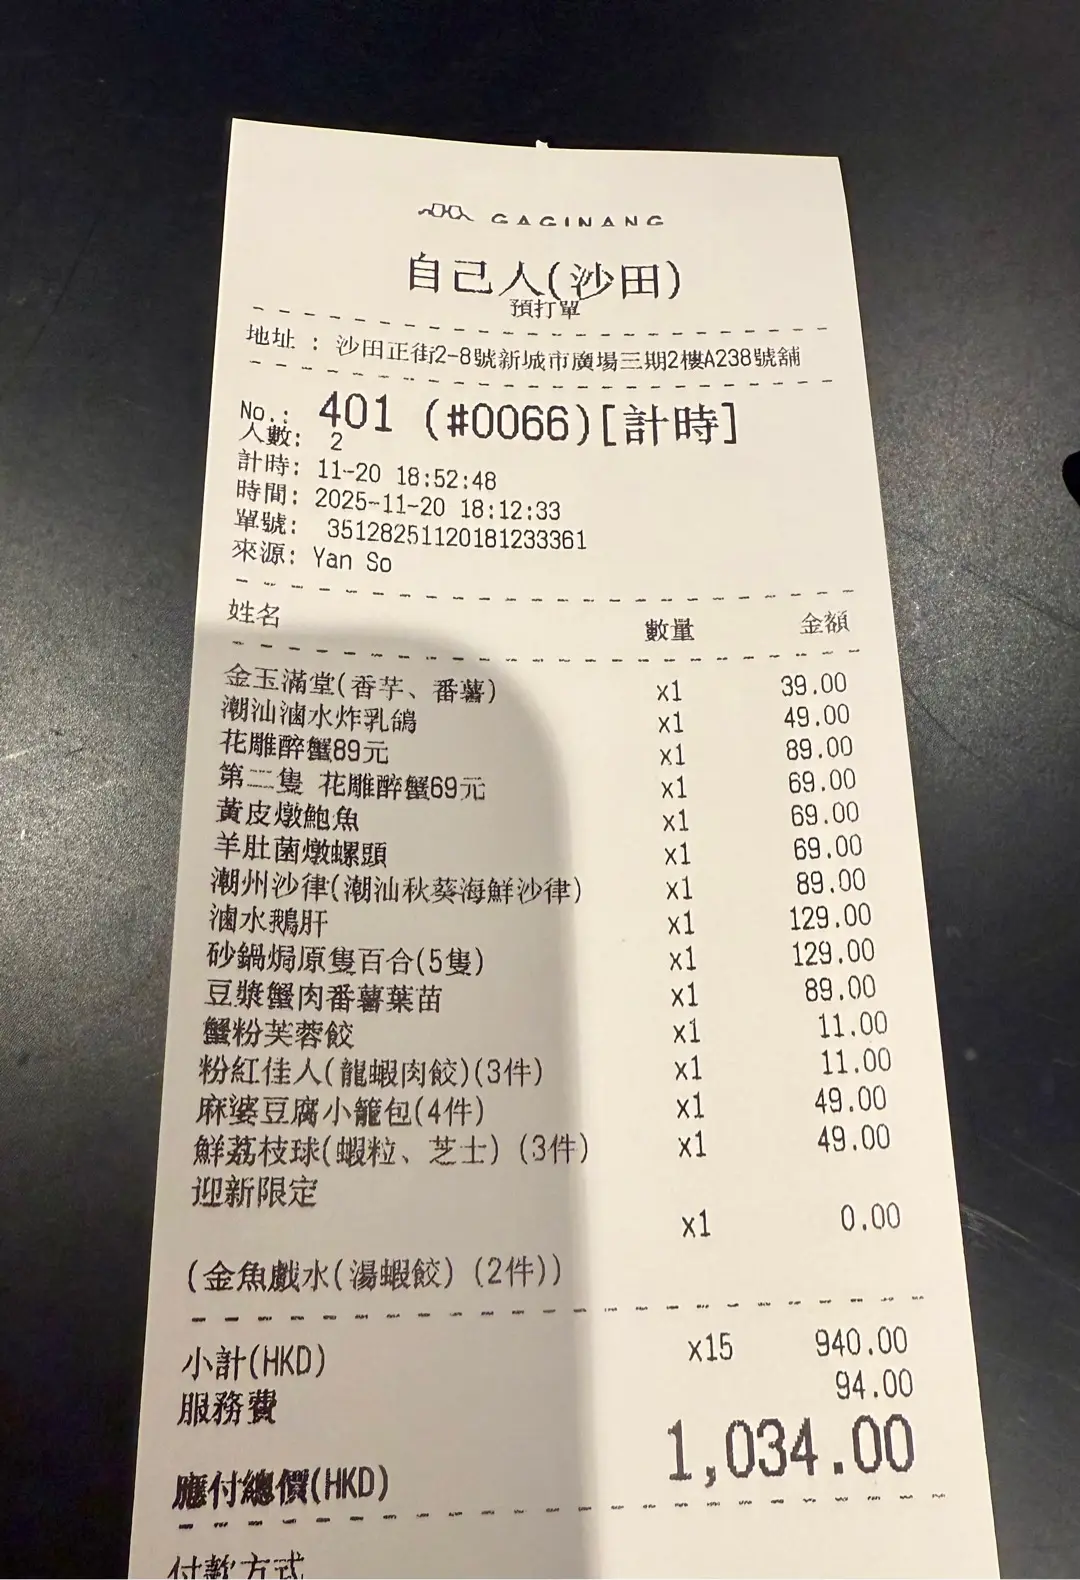 GAGINANG
自己人(沙田)
預打單
地址 : 沙田正街2-8號新城市廣場三期2樓A238號舖
No.: 401 (#0066)[計時]
人數: 2
計時: 11-20 18:52:48
時間: 2025-11-20 18:12:33
單號: 35128251120181233361
來源: Yan So
姓名 數量 金額
金玉滿堂(香芋、番薯) x1 39.00
潮汕滷水炸乳鴿 x1 49.00
花雕醉蟹89元 x1 89.00
第二隻 花雕醉蟹69元 x1 69.00
黃皮燉鮑魚 x1 69.00
羊肚菌燉螺頭 x1 69.00
潮州沙律(潮汕秋葵海鮮沙律) x1 89.00
滷水鵝肝 x1 129.00
砂鍋焗原隻百合(5隻) x1 129.00
豆漿蟹肉番薯葉苗 x1 89.00
蟹粉芙蓉餃 x1 11.00
粉紅佳人(龍蝦肉餃)(3件) x1 11.00
麻婆豆腐小籠包(4件) x1 49.00
鮮荔枝球(蝦粒、芝士) (3件) x1 49.00
迎新限定
x1 0.00
(金魚戲水(湯蝦餃) (2件))
小計(HKD) x15 940.00
服務費 94.00
應付總價(HKD) 1,034.00
付款方式